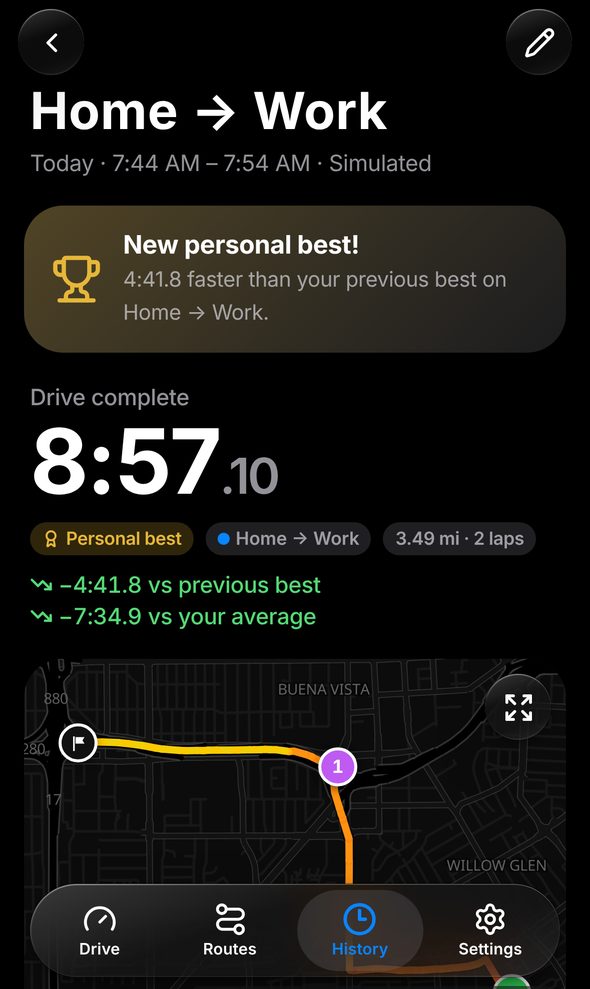 Home → Work
Today · 7:44 AM – 7:54 AM · Simulated
New personal best!
4:41.8 faster than your previous best on
Home → Work.
Drive complete
8:57.10
Personal best
Home → Work
3.49 mi · 2 laps
−4:41.8 vs previous best
−7:34.9 vs your average
BUENA VISTA
880
280
1
17
WILLOW GLEN
Drive
Routes
History
Settings